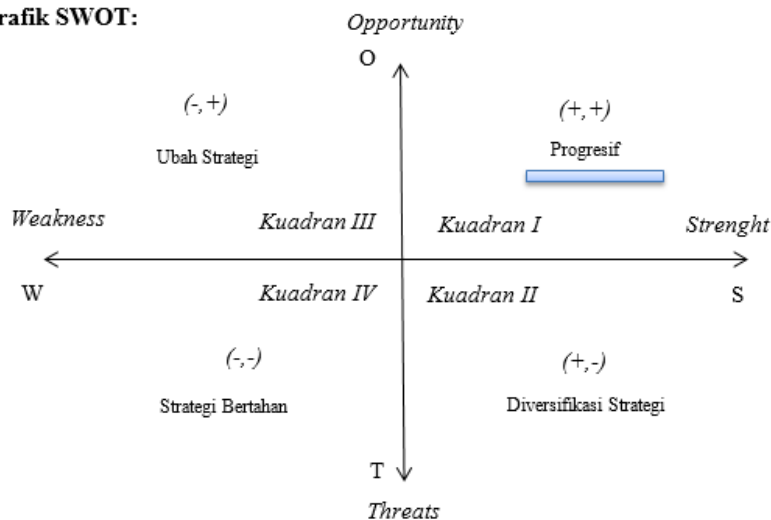 rafik SWOT:
Opportunity
O
(-,+)
(+,+)
Ubah Strategi
Progresif
Weakness
Kuadran III
Kuadran I
Strenght
W
Kuadran IV
Kuadran II
S
(-,-)
(+,-)
Strategi Bertahan
Diversifikasi Strategi
T
Threats